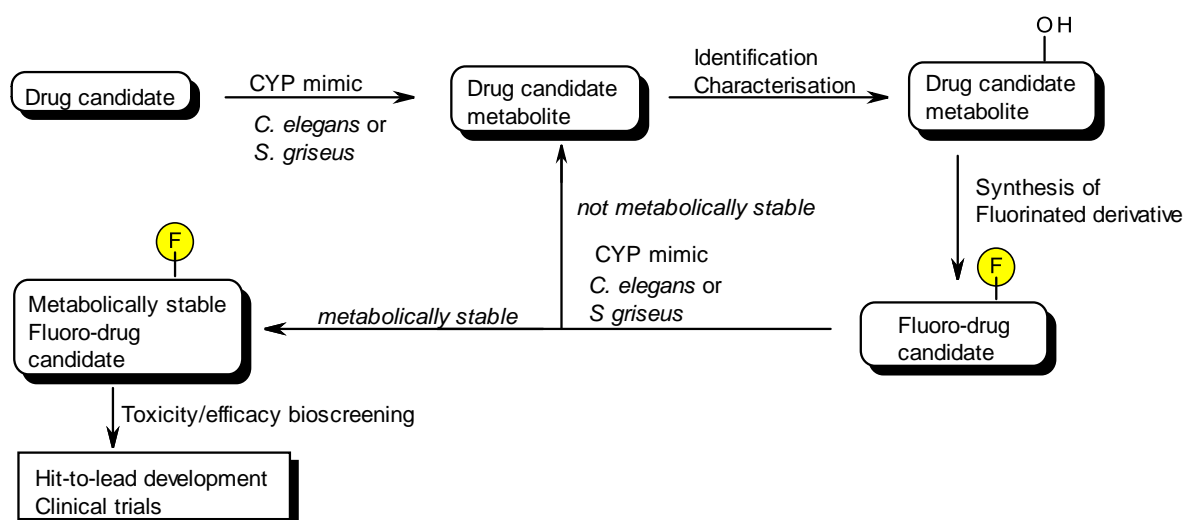 Drug candidate
CYP mimic
C. elegans or
S. griseus
Drug candidate
metabolite
Identification
Characterisation
OH
Drug candidate
metabolite
Synthesis of
Fluorinated derivative
F
Fluoro-drug
candidate
not metabolically stable
CYP mimic
C. elegans or
S griseus
metabolically stable
F
Metabolically stable
Fluoro-drug
candidate
Toxicity/efficacy bioscreening
Hit-to-lead development
Clinical trials